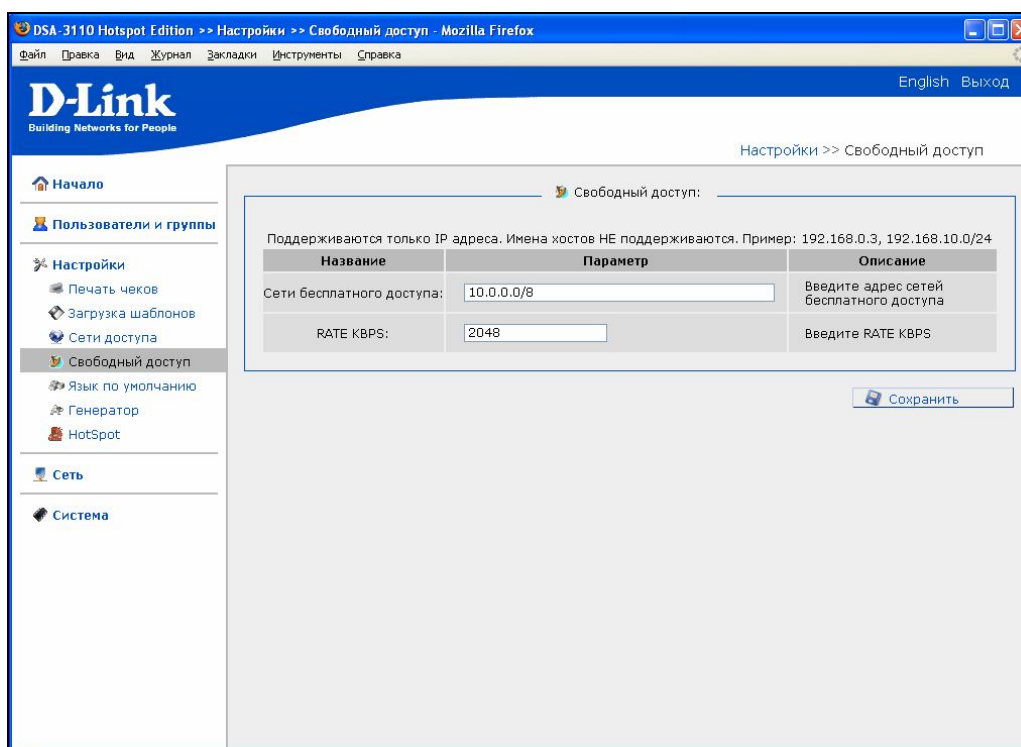 DSA-3110 Hotspot Edition >> Настройки >> Свободный доступ - Mozilla Firefox
Файл Правка Вид Журнал Закладки Инструменты Справка
English Выход
D-Link
Building Networks for People
Настройки >> Свободный доступ
Начало
Пользователи и группы
Настройки
Печать чеков
Загрузка шаблонов
Сети доступа
Свободный доступ
Язык по умолчанию
Генератор
HotSpot
Сеть
Система
Свободный доступ:
Поддерживаются только IP адреса. Имена хостов НЕ поддерживаются. Пример: 192.168.0.3, 192.168.10.0/24
Название Параметр Описание
Сети бесплатного доступа: 10.0.0.0/8 Введите адрес сетей
бесплатного доступа
RATE KBPS: 2048 Введите RATE KBPS
Сохранить